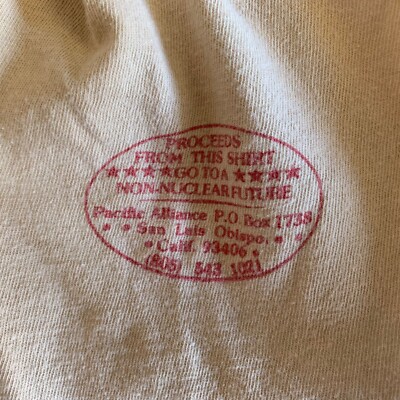 PROCEEDS
FROM THIS SHIRT
★★★★GO TO A★★★★
NON-NUCLEAR FUTURE
Pacific Alliance P.O. Box 1738
• • San Luis Obispo, • •
• Calif. 93406 •
(805) 543 1021